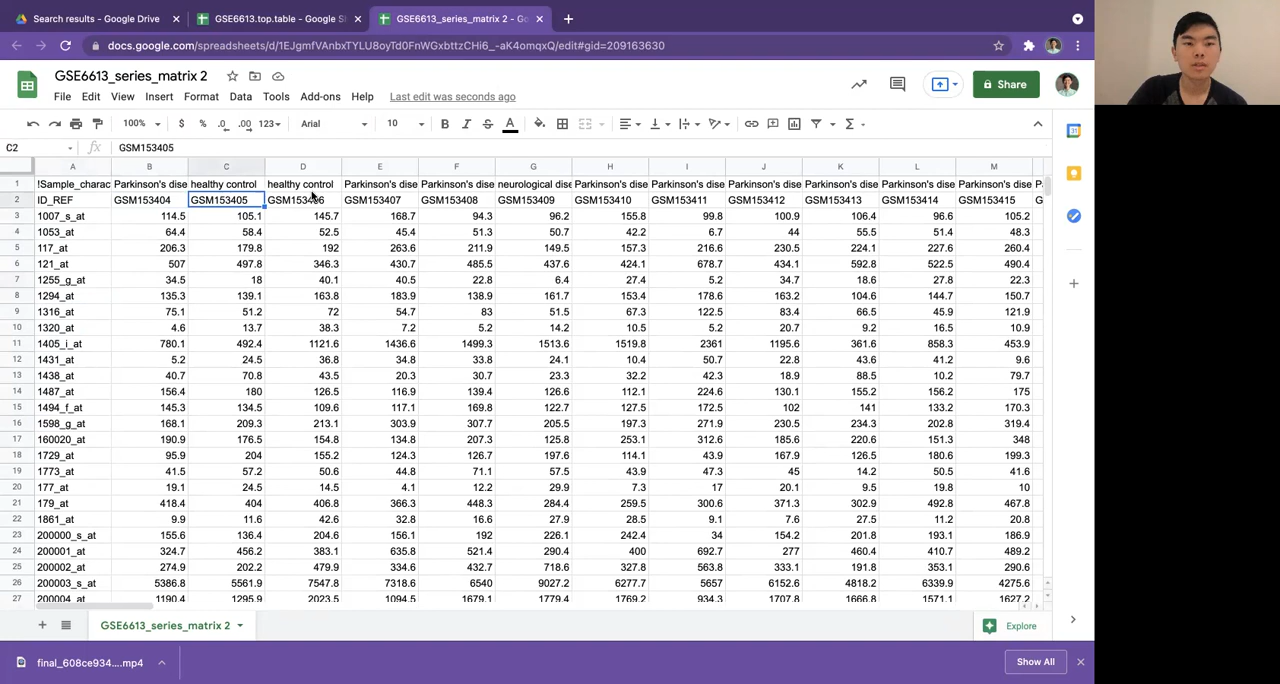 Search results - Google Drive × GSE6613.top.table - Google Sh × GSE6613_series_matrix 2 - Go × +
docs.google.com/spreadsheets/d/1EJgmfVAnbxTYLU8oyTd0FnWGxbttzCHi6_-aK4omqxQ/edit#gid=209163630
GSE6613_series_matrix 2
File Edit View Insert Format Data Tools Add-ons Help Last edit was seconds ago
Share
100% $ % .0 .00 123 Arial 10 B I S A
C2 fx GSM153405
A B C D E F G H I J K L M
1 !Sample_charac Parkinson's dise healthy control healthy control Parkinson's dise Parkinson's dise neurological dise Parkinson's dise Parkinson's dise Parkinson's dise Parkinson's dise Parkinson's dise Parkinson's dise P
2 ID_REF GSM153404 GSM153405 GSM153406 GSM153407 GSM153408 GSM153409 GSM153410 GSM153411 GSM153412 GSM153413 GSM153414 GSM153415 G
3 1007_s_at 114.5 105.1 145.7 168.7 94.3 96.2 155.8 99.8 100.9 106.4 96.6 105.2
4 1053_at 64.4 58.4 52.5 45.4 51.3 50.7 42.2 6.7 44 55.5 51.4 48.3
5 117_at 206.3 179.8 192 263.6 211.9 149.5 157.3 216.6 230.5 224.1 227.6 260.4
6 121_at 507 497.8 346.3 430.7 485.5 437.6 424.1 678.7 434.1 592.8 522.5 490.4
7 1255_g_at 34.5 18 40.1 40.5 22.8 6.4 27.4 5.2 34.7 18.6 27.8 22.3
8 1294_at 135.3 139.1 163.8 183.9 138.9 161.7 153.4 178.6 163.2 104.6 144.7 150.7
9 1316_at 75.1 51.2 72 54.7 83 51.5 67.3 122.5 83.4 66.5 45.9 121.9
10 1320_at 4.6 13.7 38.3 7.2 5.2 14.2 10.5 5.2 20.7 9.2 16.5 10.9
11 1405_i_at 780.1 492.4 1121.6 1436.6 1499.3 1513.6 1519.8 2361 1195.6 361.6 858.3 453.9
12 1431_at 5.2 24.5 36.8 34.8 33.8 24.1 10.4 50.7 22.8 43.6 41.2 9.6
13 1438_at 40.7 70.8 43.5 20.3 30.7 23.3 32.2 42.3 18.9 88.5 10.2 79.7
14 1487_at 156.4 180 126.5 116.9 139.4 126.6 112.1 224.6 130.1 155.2 156.2 175
15 1494_f_at 145.3 134.5 109.6 117.1 169.8 122.7 127.5 172.5 102 141 133.2 170.3
16 1598_g_at 168.1 209.3 213.1 303.9 307.7 205.5 197.3 271.9 230.5 234.3 202.8 319.4
17 160020_at 190.9 176.5 154.8 134.8 207.3 125.8 253.1 312.6 185.6 220.6 151.3 348
18 1729_at 95.9 204 155.2 124.3 126.7 197.6 114.1 229.9 167.9 126.5 180.6 199.3
19 1773_at 41.5 57.2 50.6 44.8 71.1 57.5 43.9 47.3 45 14.2 50.5 41.6
20 177_at 19.1 24.5 14.5 4.1 12.2 29.9 7.3 17 20.1 9.5 19.8 10
21 179_at 418.4 404 406.8 366.3 448.3 284.4 259.5 300.6 371.3 302.9 492.8 467.8
22 1861_at 9.9 11.6 42.6 32.8 16.6 27.9 28.5 9.1 7.6 27.5 11.2 20.8
23 200000_s_at 155.6 136.4 204.6 156.1 192 226.1 242.4 34 154.2 201.8 193.1 186.9
24 200001_at 324.7 456.2 383.1 635.8 521.4 290.4 400 692.7 277 460.4 410.7 489.2
25 200002_at 274.9 202.2 479.9 334.6 432.7 718.6 327.8 563.8 333.1 191.8 353.1 290.6
26 200003_s_at 5386.8 5561.9 7547.8 7318.6 6540 9027.2 6277.7 5657 6152.6 4818.2 6339.9 4275.6
27 200004_at 1190.4 1295.9 2023.5 1094.5 1679.1 1779.4 1769.2 934.3 1707.8 1666.8 1571.1 1627.2
+ GSE6613_series_matrix 2 Explore
final_608ce934....mp4 Show All ×